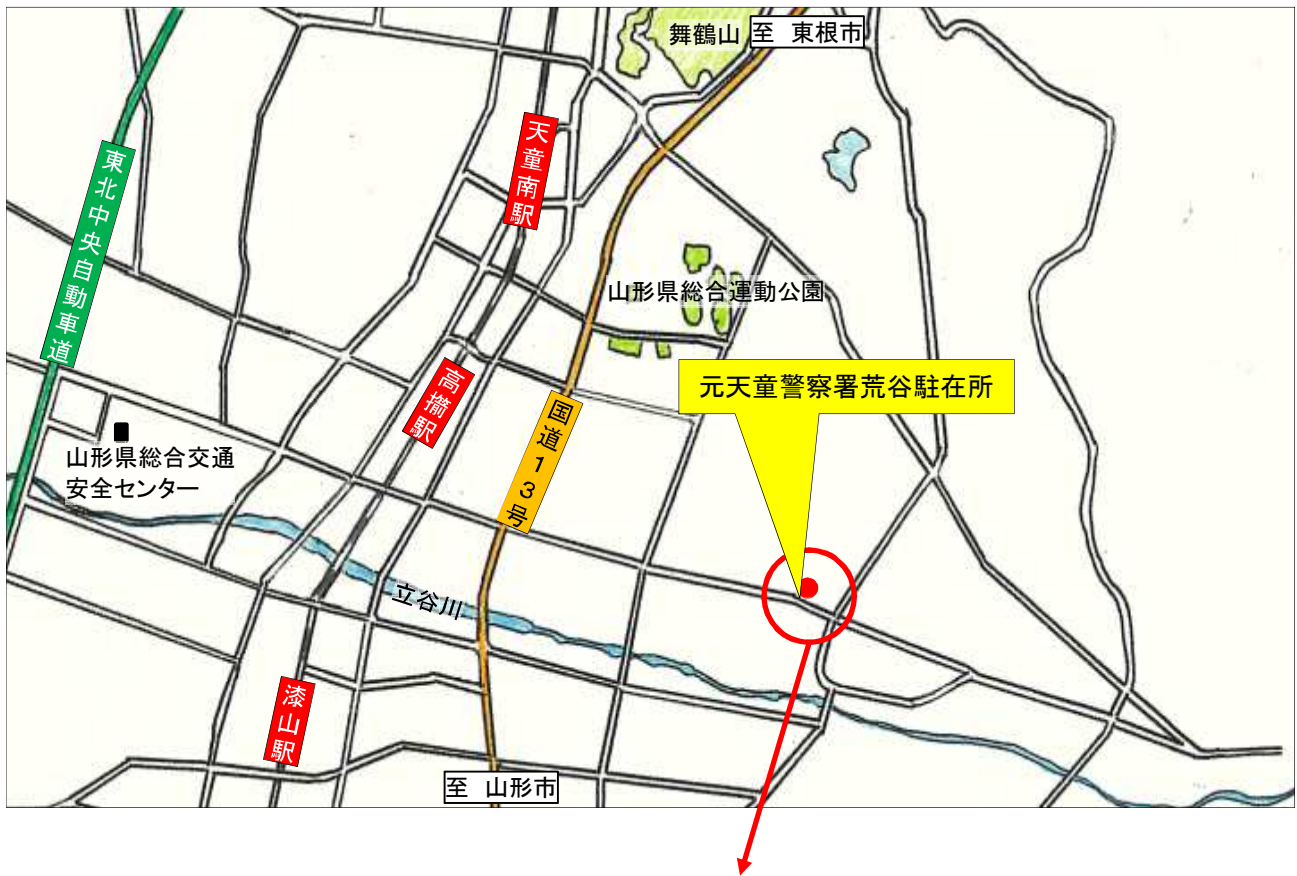 舞鶴山
至 東根市
天童南駅
東北中央自動車道
山形県総合運動公園
元天童警察署荒谷駐在所
高擶駅
国道13号
山形県総合交通
安全センター
立谷川
漆山駅
至 山形市